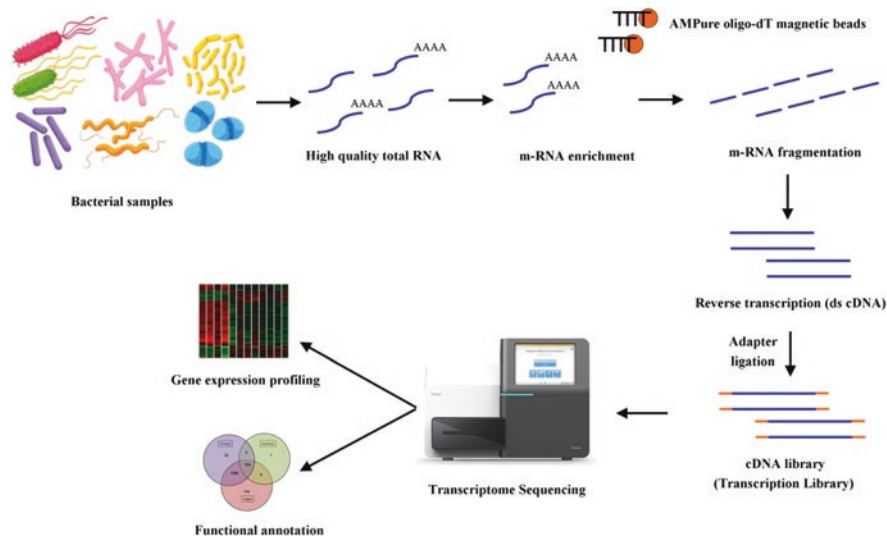 AMPure oligo-dT magnetic beads
AAAA
AAAA
AAAA
AAAA
High quality total RNA
m-RNA enrichment
m-RNA fragmentation
Bacterial samples
Reverse transcription (ds cDNA)
Adapter
ligation
Gene expression profiling
cDNA library
(Transcription Library)
Transcriptome Sequencing
Functional annotation